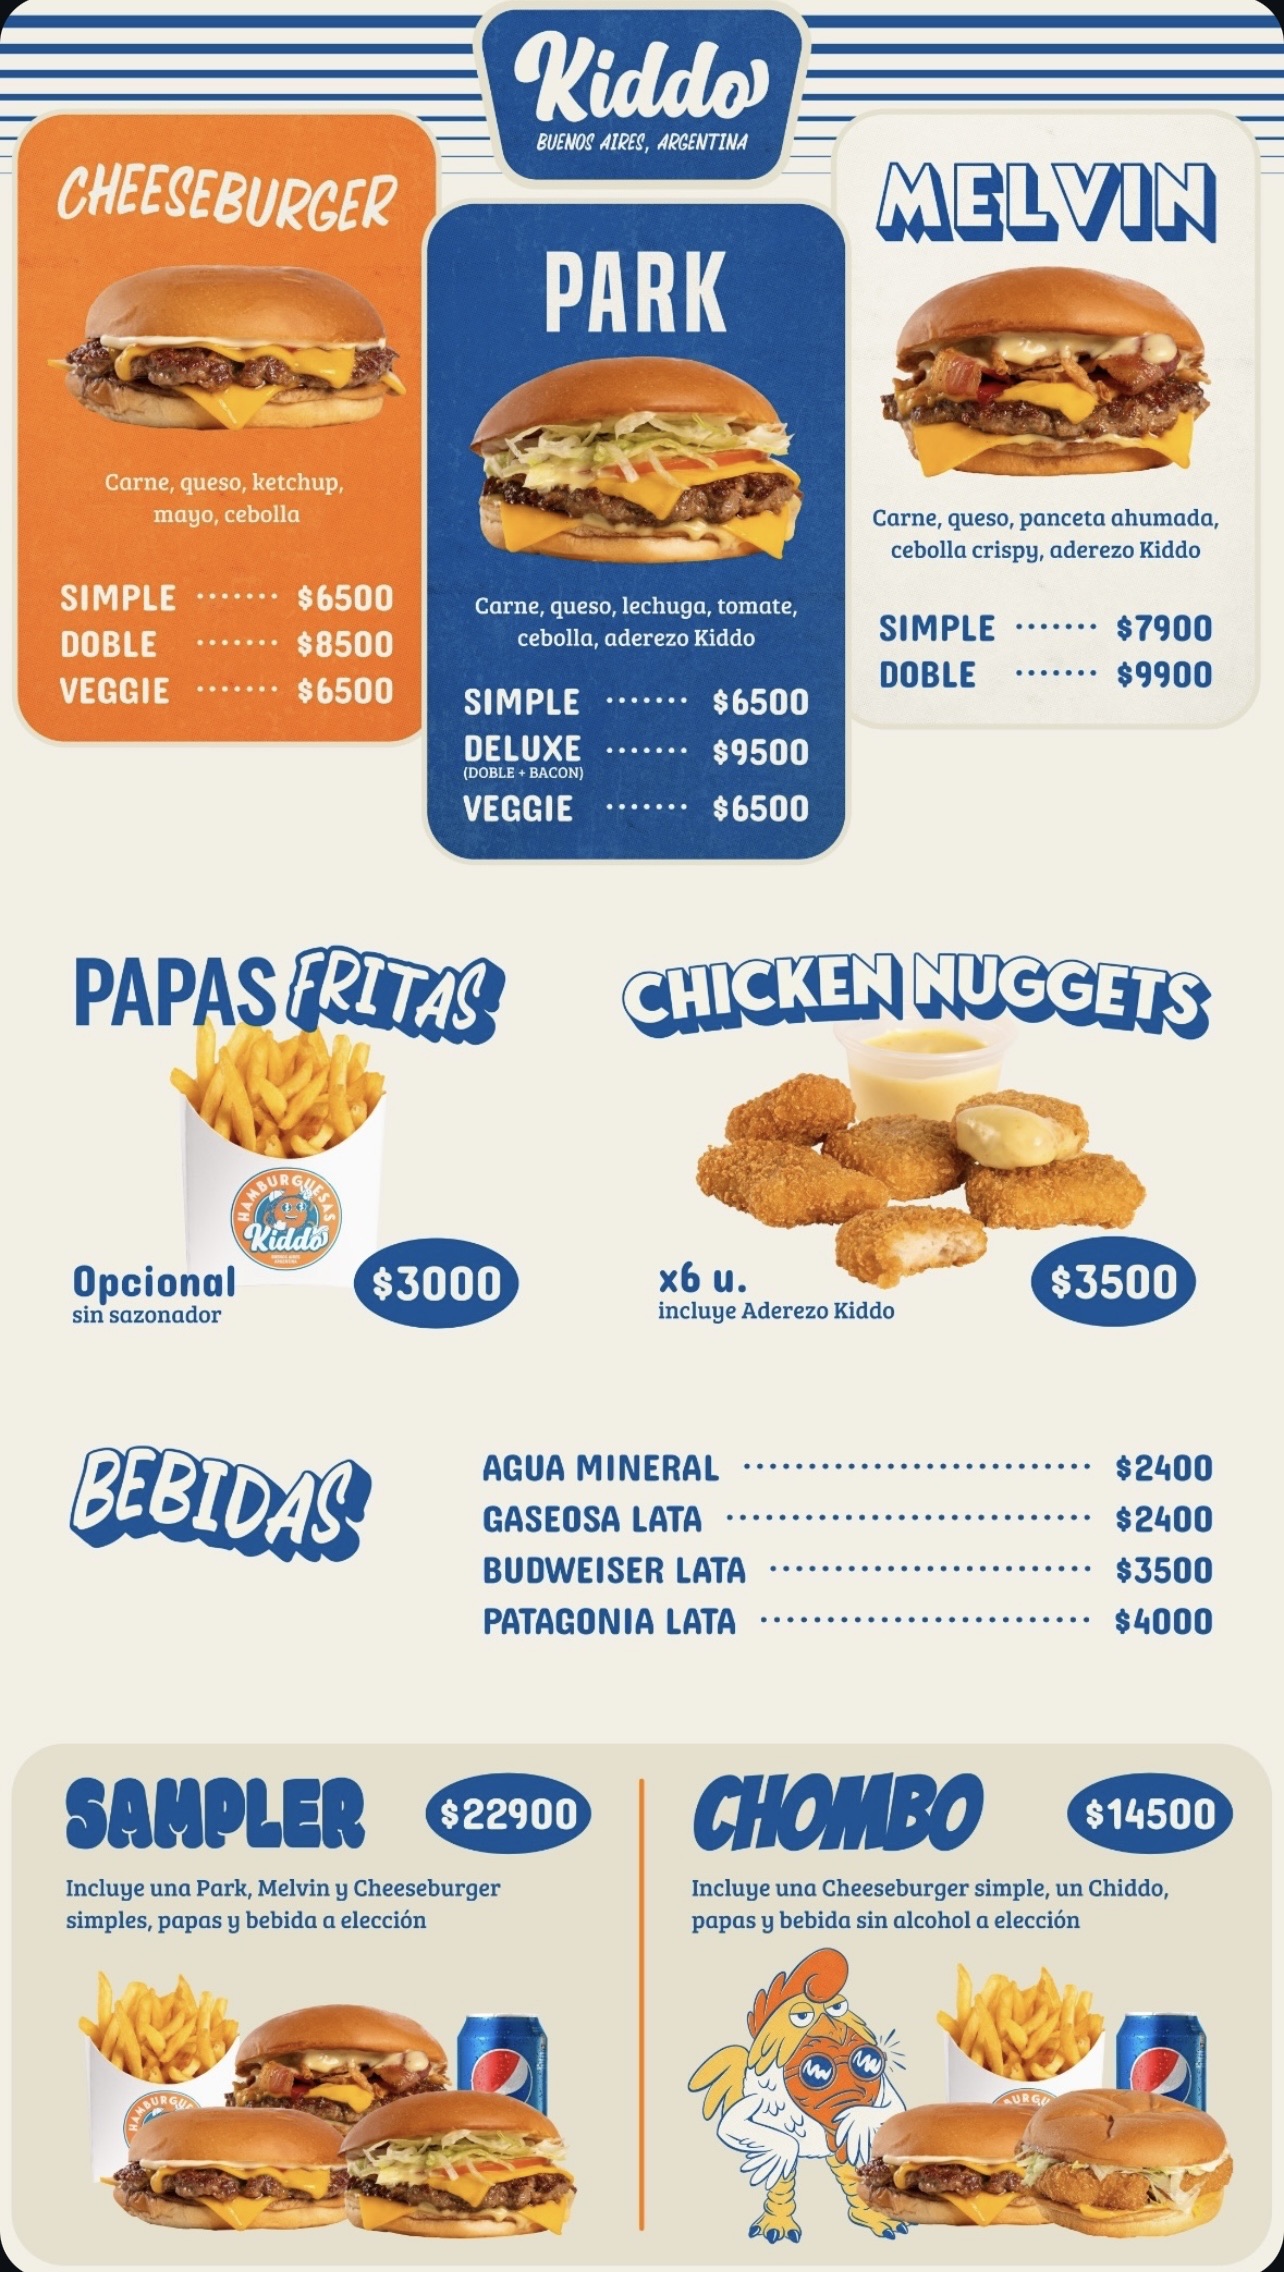 Kiddo
BUENOS AIRES, ARGENTINA
CHEESEBURGER
Carne, queso, ketchup,
mayo, cebolla
SIMPLE ....... $6500
DOBLE ....... $8500
VEGGIE ....... $6500
PARK
Carne, queso, lechuga, tomate,
cebolla, aderezo Kiddo
SIMPLE ....... $6500
DELUXE ....... $9500
(DOBLE + BACON)
VEGGIE ....... $6500
MELVIN
Carne, queso, panceta ahumada,
cebolla crispy, aderezo Kiddo
SIMPLE ....... $7900
DOBLE ....... $9900
PAPAS FRITAS
HAMBURGUESAS
Kiddo
BUENOS AIRES
ARGENTINA
Opcional
sin sazonador
$3000
CHICKEN NUGGETS
x6 u.
incluye Aderezo Kiddo
$3500
BEBIDAS
AGUA MINERAL ............................ $2400
GASEOSA LATA ............................. $2400
BUDWEISER LATA ......................... $3500
PATAGONIA LATA .......................... $4000
SAMPLER
$22900
Incluye una Park, Melvin y Cheeseburger
simples, papas y bebida a elección
HAMBURGUE
CHOMBO
$14500
Incluye una Cheeseburger simple, un Chiddo,
papas y bebida sin alcohol a elección
BURGU